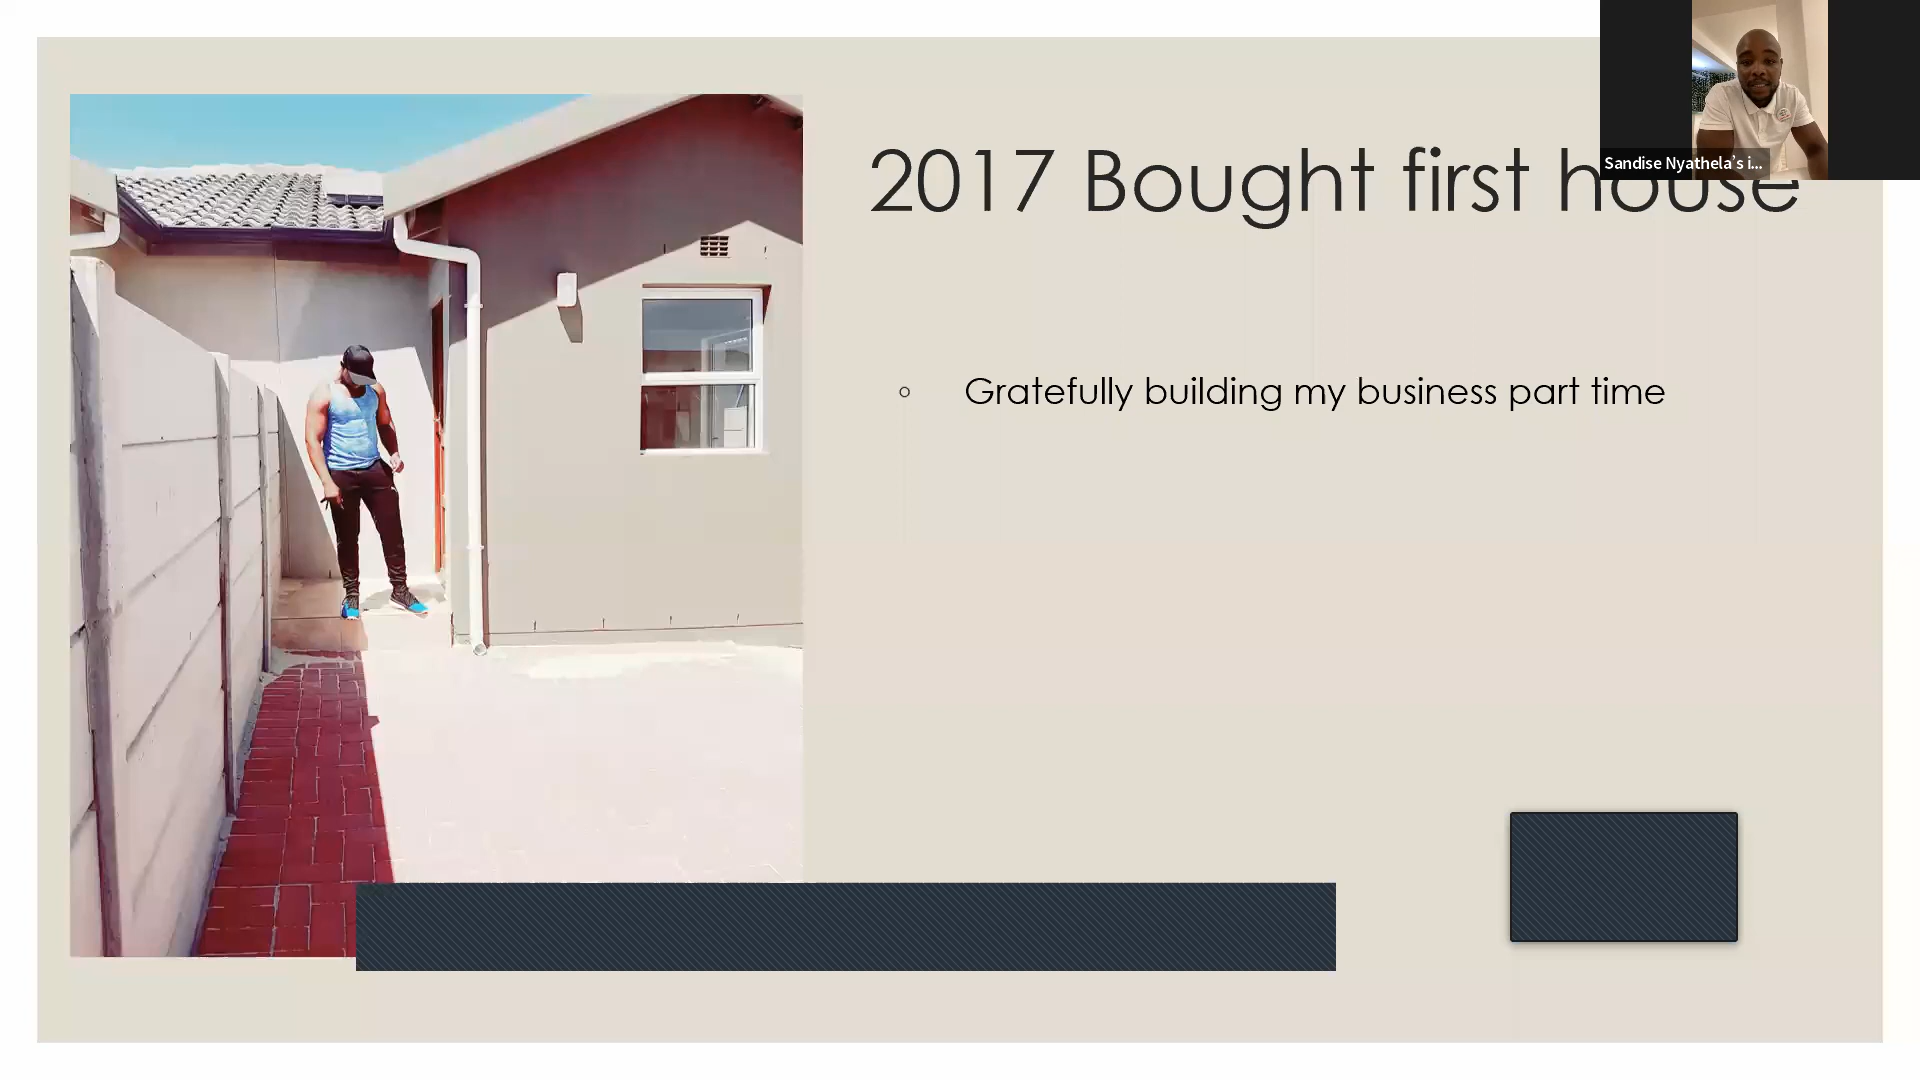 2017 Bought first house
Sandise Nyathela's i...
Gratefully building my business part time